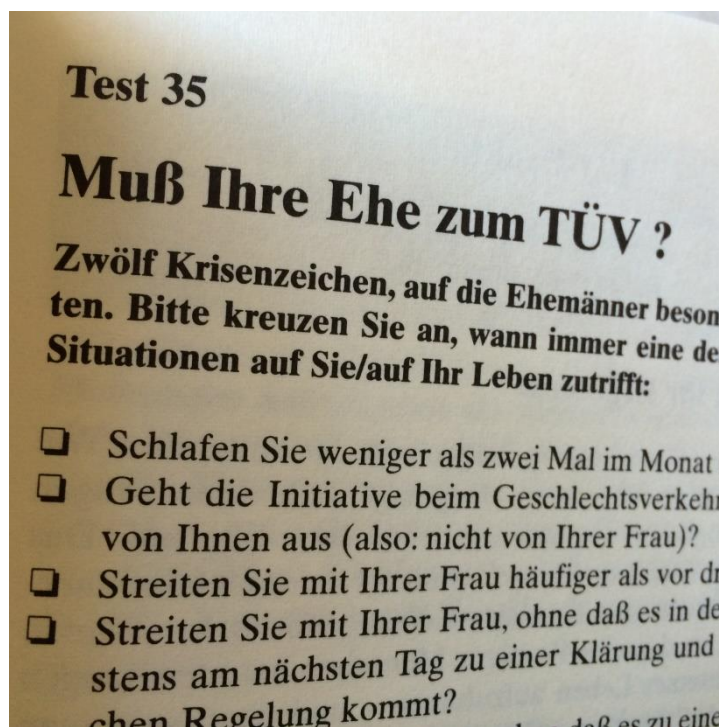 Test 35
Muß Ihre Ehe zum TÜV ?
Zwölf Krisenzeichen, auf die Ehemänner beson
ten. Bitte kreuzen Sie an, wann immer eine de
Situationen auf Sie/auf Ihr Leben zutrifft:
Schlafen Sie weniger als zwei Mal im Monat
Geht die Initiative beim Geschlechtsverkehr
von Ihnen aus (also: nicht von Ihrer Frau)?
Streiten Sie mit Ihrer Frau häufiger als vor dr
Streiten Sie mit Ihrer Frau, ohne daß es in de
stens am nächsten Tag zu einer Klärung und
chen Regelung kommt?
daß es zu eine